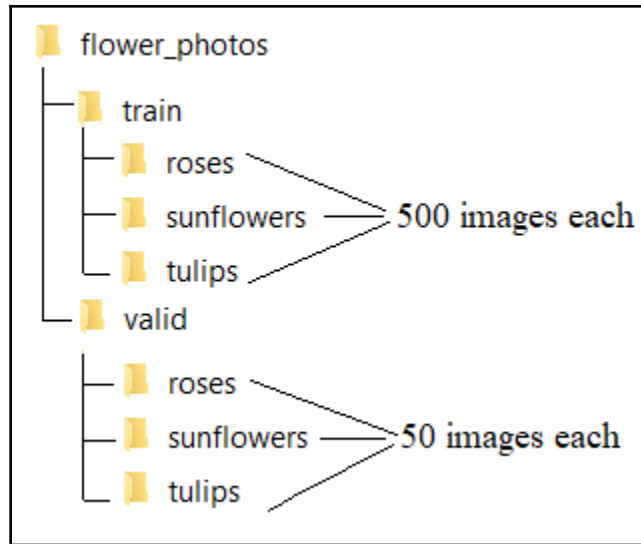 flower_photos
train
roses
sunflowers 500 images each
tulips
valid
roses
sunflowers 50 images each
tulips